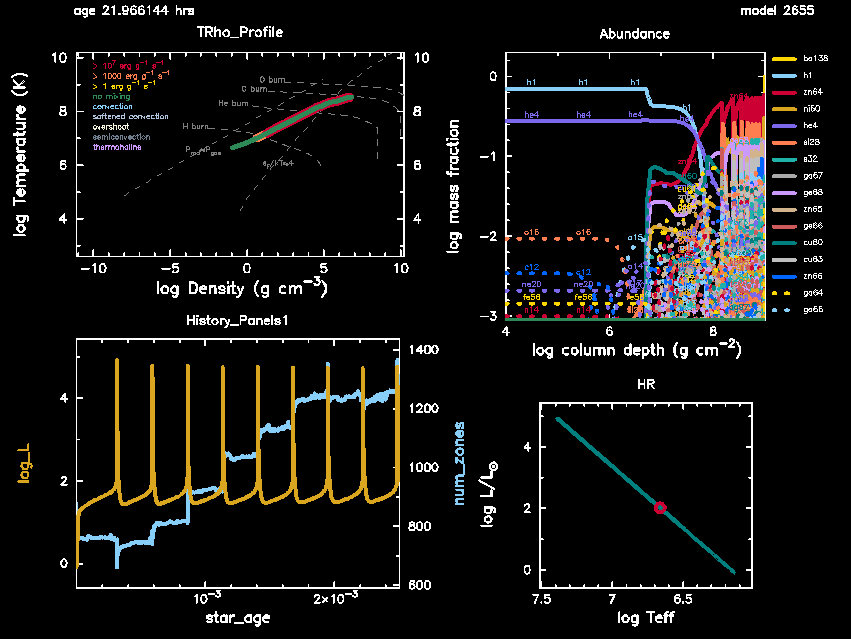 age 21.966144 hrs
model 2655
TRho_Profile
log Temperature (K)
10
8
6
4
> 10⁷ erg g⁻¹ s⁻¹
> 1000 erg g⁻¹ s⁻¹
> 1 erg g⁻¹ s⁻¹
no mixing
convection
softened convection
overshoot
semiconvection
thermohaline
O burn
C burn
He burn
H burn
10
8
6
4
−10
−5
0
5
10
log Density (g cm⁻³)
Abundance
log mass fraction
0
−1
−2
−3
h1
h1
h1
h1
he4
he4
he4
o16
o16
c12
c12
ne20
ne20
fe56
fe56
n14
n14
4
6
8
log column depth (g cm⁻²)
ba138
h1
zn64
ni60
he4
si28
s32
ge67
ge68
zn65
ge66
cu60
cu63
zn66
ga64
ga66
History_Panels1
log_L
4
2
0
1400
1200
1000
800
600
num_zones
10⁻³
2×10⁻³
star_age
HR
log L/L☉
4
2
0
7.5
7
6.5
log Teff